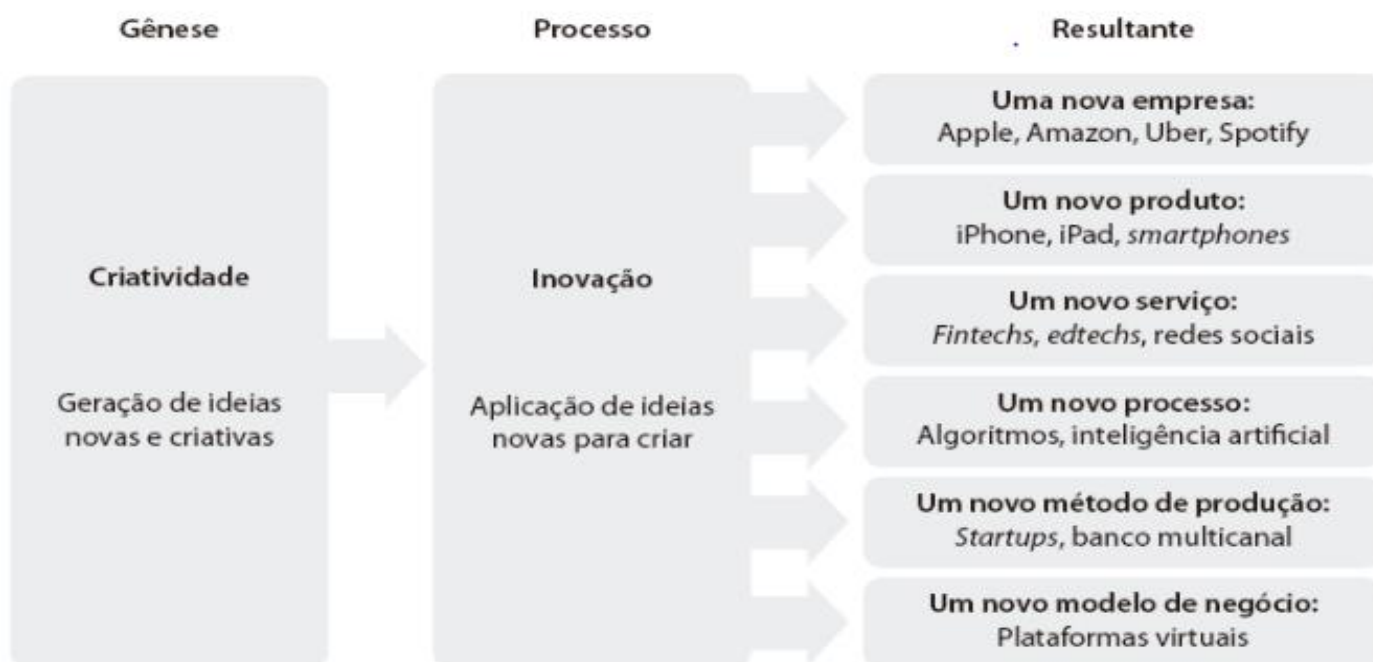 Gênese
Processo
Resultante
Criatividade
Geração de ideias
novas e criativas
Inovação
Aplicação de ideias
novas para criar
Uma nova empresa:
Apple, Amazon, Uber, Spotify
Um novo produto:
iPhone, iPad, smartphones
Um novo serviço:
Fintechs, edtechs, redes sociais
Um novo processo:
Algoritmos, inteligência artificial
Um novo método de produção:
Startups, banco multicanal
Um novo modelo de negócio:
Plataformas virtuais